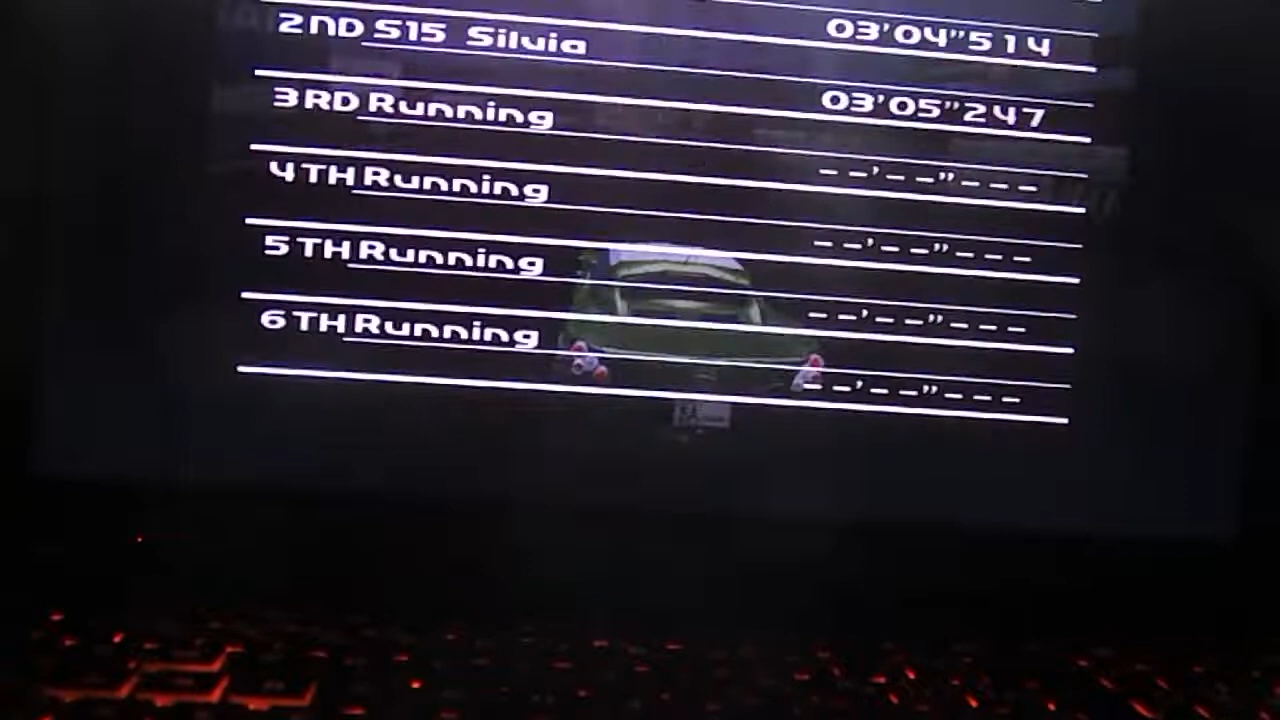 03'04"514
2ND S15 Silvia 03'05"247
3RD Running --'--"---
4TH Running --'--"---
5TH Running --'--"---
6TH Running --'--"---